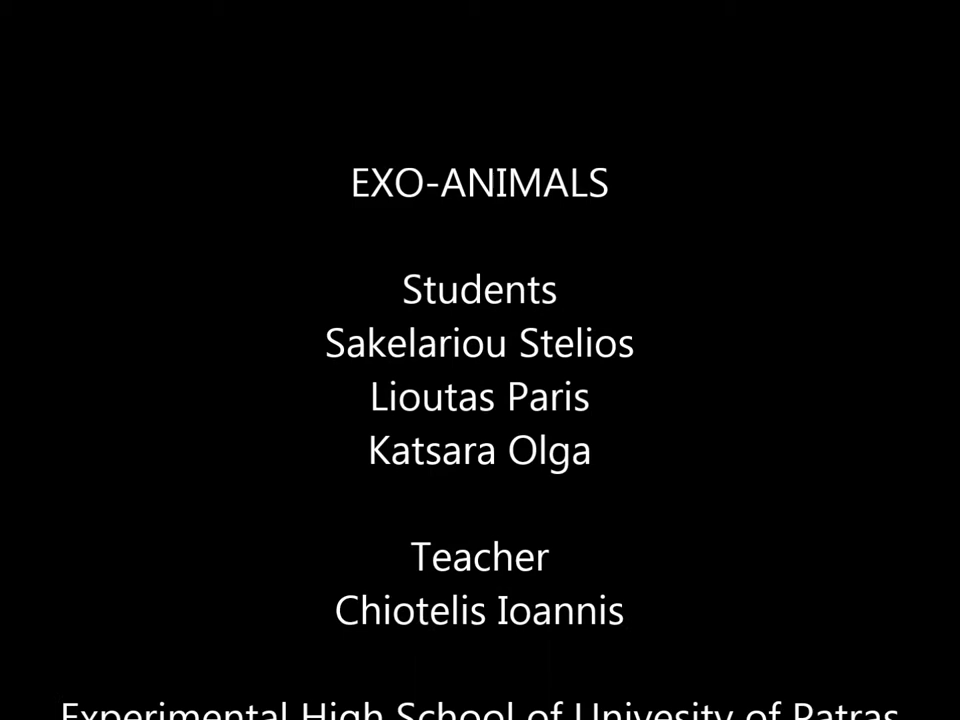 EXO-ANIMALS
Students
Sakelariou Stelios
Lioutas Paris
Katsara Olga
Teacher
Chiotelis Ioannis
Experimental High School of Univesity of Patras